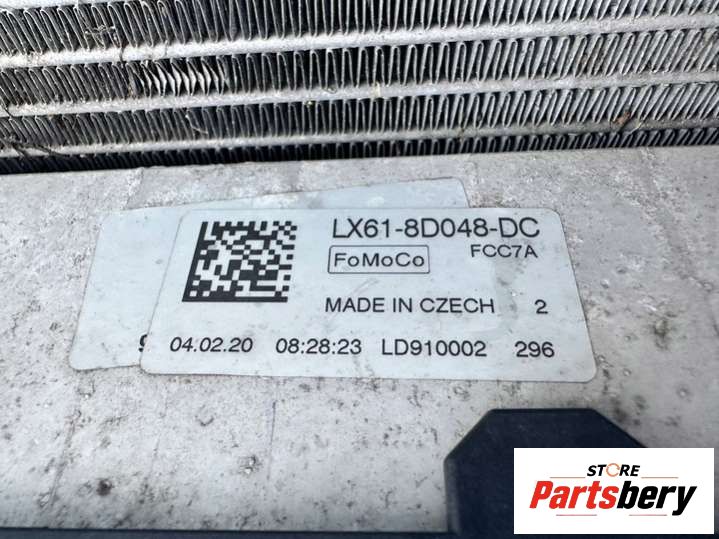 LX61-8D048-DC
FoMoCo FCC7A
MADE IN CZECH 2
04.02.20 08:28:23 LD910002 296
STORE
Partsbery